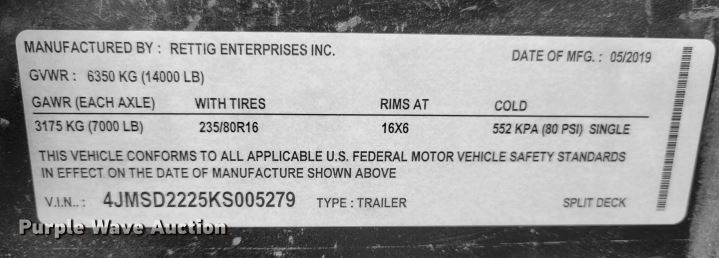 MANUFACTURED BY : RETTIG ENTERPRISES INC. DATE OF MFG. : 05/2019
GVWR : 6350 KG (14000 LB)
GAWR (EACH AXLE) WITH TIRES RIMS AT COLD
3175 KG (7000 LB) 235/80R16 16X6 552 KPA (80 PSI) SINGLE
THIS VEHICLE CONFORMS TO ALL APPLICABLE U.S. FEDERAL MOTOR VEHICLE SAFETY STANDARDS
IN EFFECT ON THE DATE OF MANUFACTURE SHOWN ABOVE
V.I.N.. : 4JMSD2225KS005279 TYPE : TRAILER SPLIT DECK
Purple Wave Auction